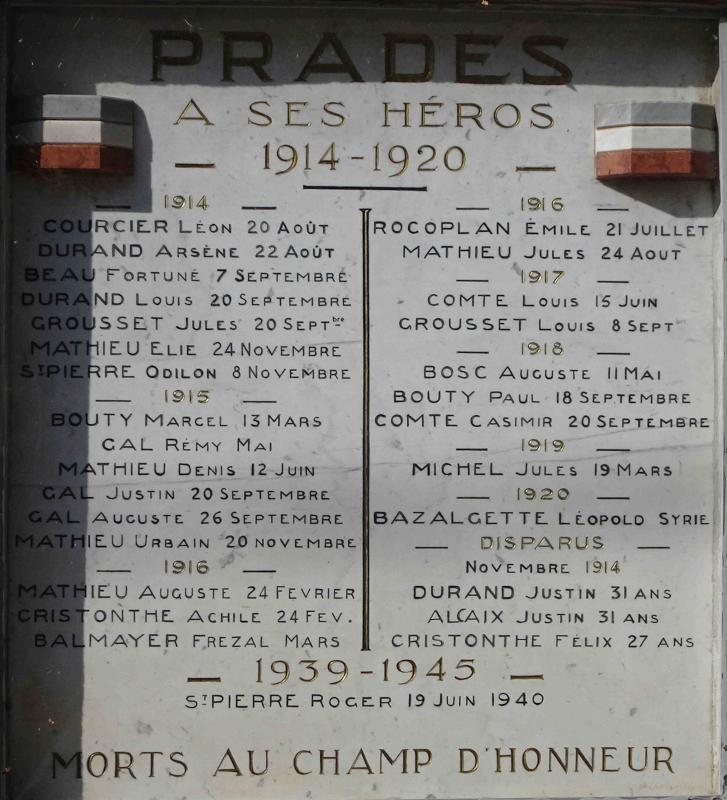 PRADES
A SES HÉROS
1914-1920
1914
COURCIER LÉON 20 AOÛT
DURAND ARSÈNE 22 AOÛT
BEAU FORTUNÉ 7 SEPTEMBRE
DURAND LOUIS 20 SEPTEMBRE
GROUSSET JULES 20 SEPTbre
MATHIEU ELIE 24 NOVEMBRE
ST PIERRE ODILON 8 NOVEMBRE
1915
BOUTY MARCEL 13 MARS
GAL RÉMY MAI
MATHIEU DENIS 12 JUIN
GAL JUSTIN 20 SEPTEMBRE
GAL AUGUSTE 26 SEPTEMBRE
MATHIEU URBAIN 20 NOVEMBRE
1916
MATHIEU AUGUSTE 24 FEVRIER
CRISTONTHE ACHILE 24 FEV.
BALMAYER FREZAL MARS
1916
ROCOPLAN ÉMILE 21 JUILLET
MATHIEU JULES 24 AOUT
1917
COMTE LOUIS 15 JUIN
GROUSSET LOUIS 8 SEPT
1918
BOSC AUGUSTE 11 MAI
BOUTY PAUL 18 SEPTEMBRE
COMTE CASIMIR 20 SEPTEMBRE
1919
MICHEL JULES 19 MARS
1920
BAZALGETTE LÉOPOLD SYRIE
DISPARUS
NOVEMBRE 1914
DURAND JUSTIN 31 ANS
ALCAIX JUSTIN 31 ANS
CRISTONTHE FÉLIX 27 ANS
1939-1945
ST PIERRE ROGER 19 JUIN 1940
MORTS AU CHAMP D'HONNEUR